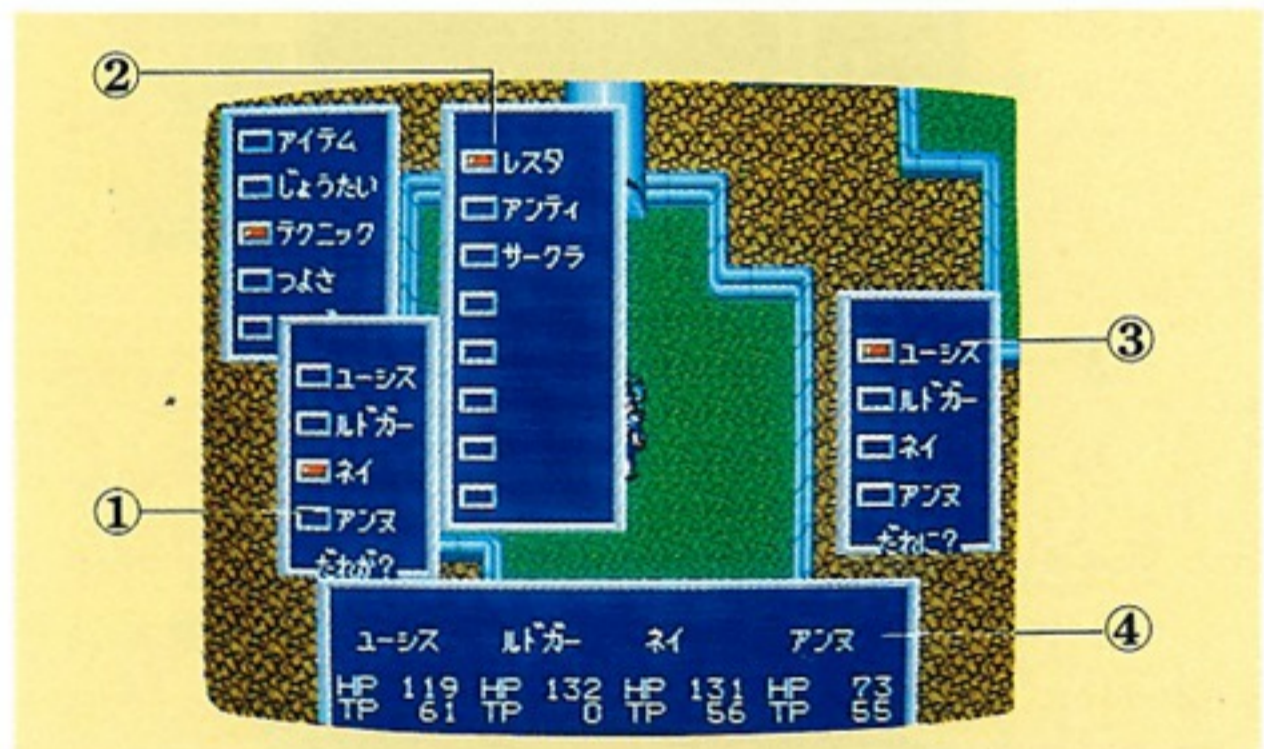 ②
アイテム
じょうたい
テクニック
つよさ
レスタ
アンティ
サークラ
①
ユーシス
ルドガー
ネイ
アンヌ
だれが?
③
ユーシス
ルドガー
ネイ
アンヌ
だれに?
④
ユーシス ルドガー ネイ アンヌ
HP 119 HP 132 HP 131 HP 73
TP 61 TP 0 TP 56 TP 55